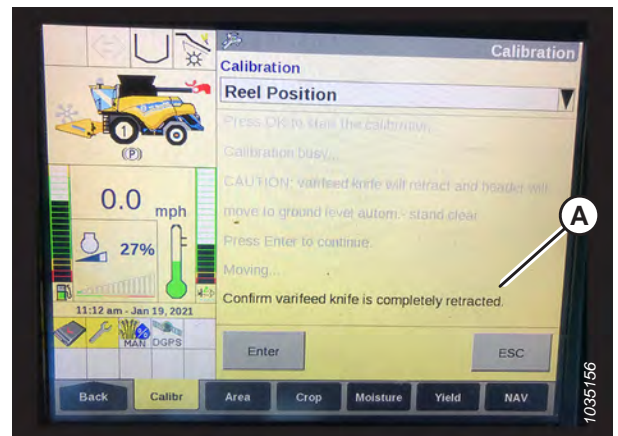 Calibration
Calibration
Reel Position
Press OK to start the calibration.
Calibration busy...
CAUTION: varifeed knife will retract and header will
move to ground level autom.- stand clear
Press Enter to continue.
Moving...
Confirm varifeed knife is completely retracted.
A
1
(P)
0.0 mph
27%
11:12 am - Jan 19, 2021
MAN DGPS
Enter
ESC
Back Calibr Area Crop Moisture Yield NAV
1035156